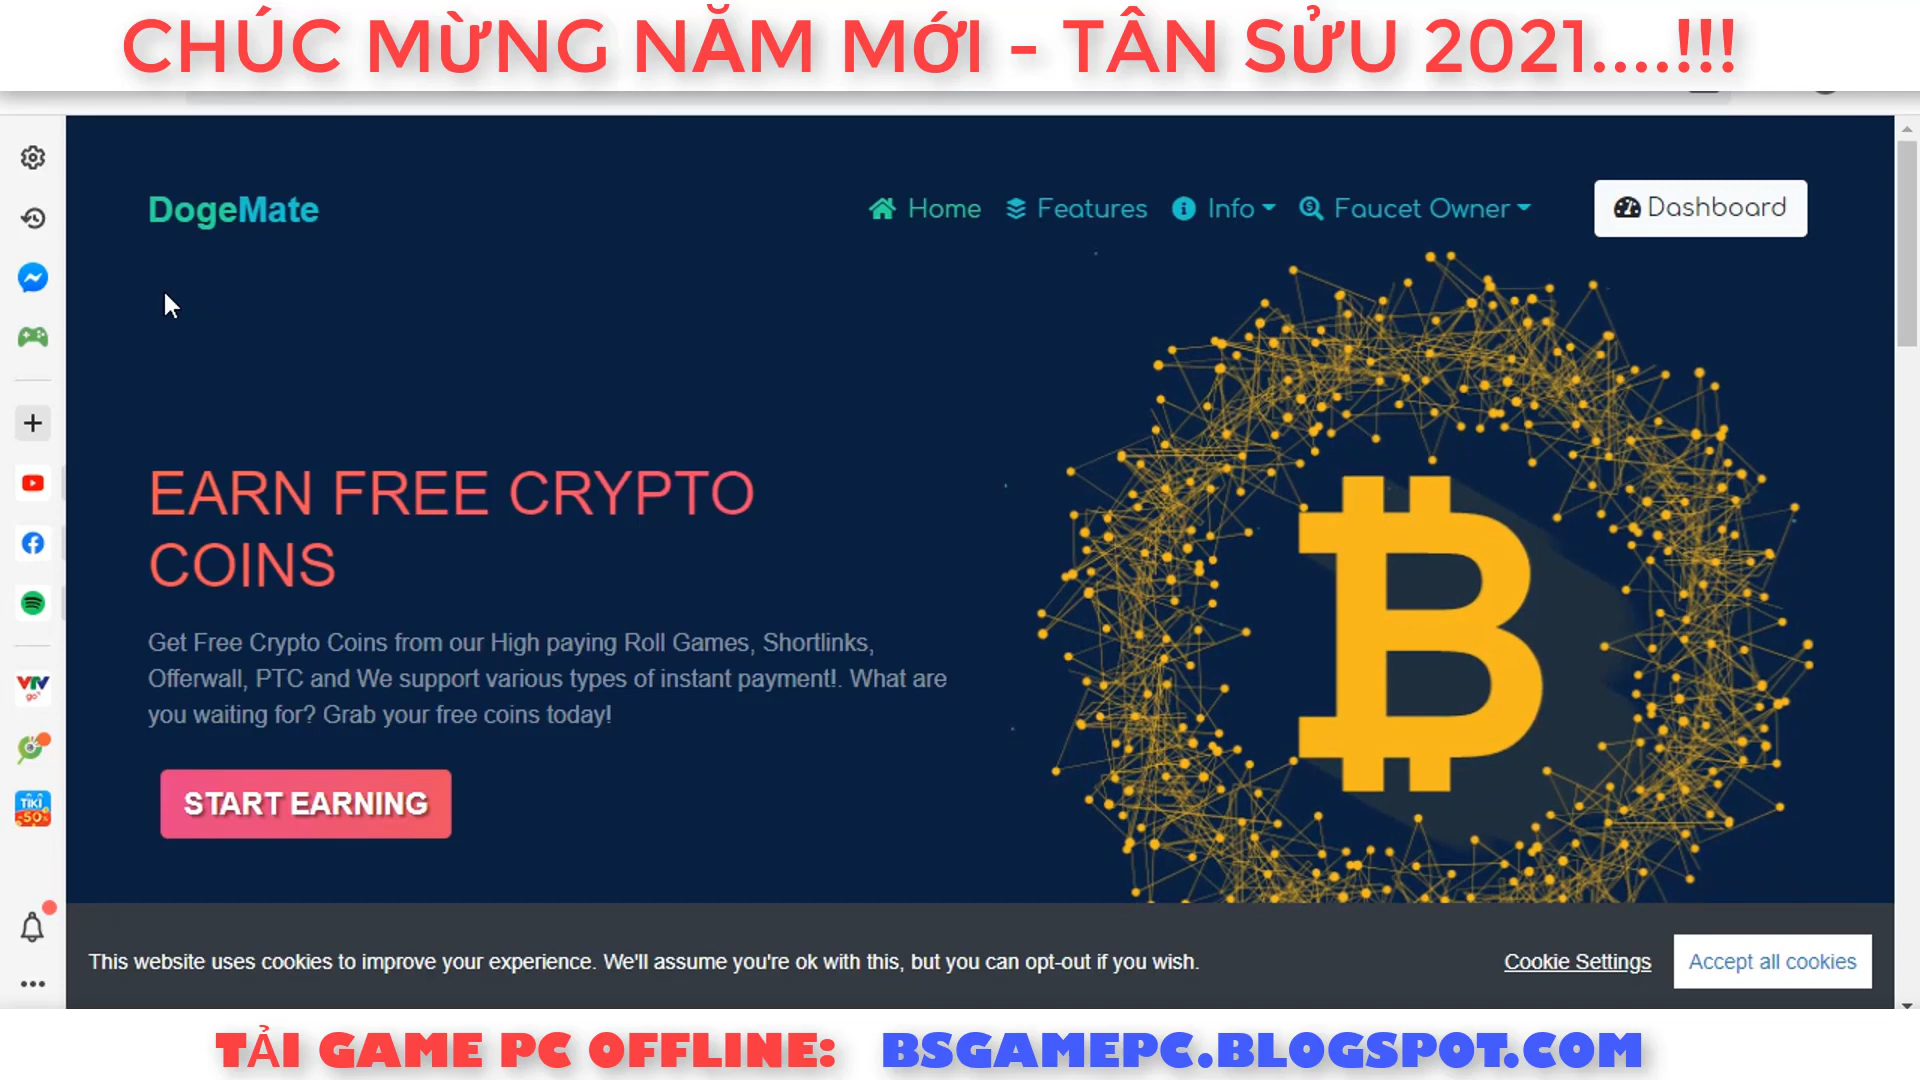 CHÚC MỪNG NĂM MỚI - TÂN SỬU 2021....!!!
DogeMate
Home Features Info Faucet Owner Dashboard
EARN FREE CRYPTO
COINS
Get Free Crypto Coins from our High paying Roll Games, Shortlinks,
Offerwall, PTC and We support various types of instant payment!. What are
you waiting for? Grab your free coins today!
START EARNING
VTV
go
TIKI
-50%
This website uses cookies to improve your experience. We'll assume you're ok with this, but you can opt-out if you wish.
Cookie Settings
Accept all cookies
TẢI GAME PC OFFLINE: BSGAMEPC.BLOGSPOT.COM